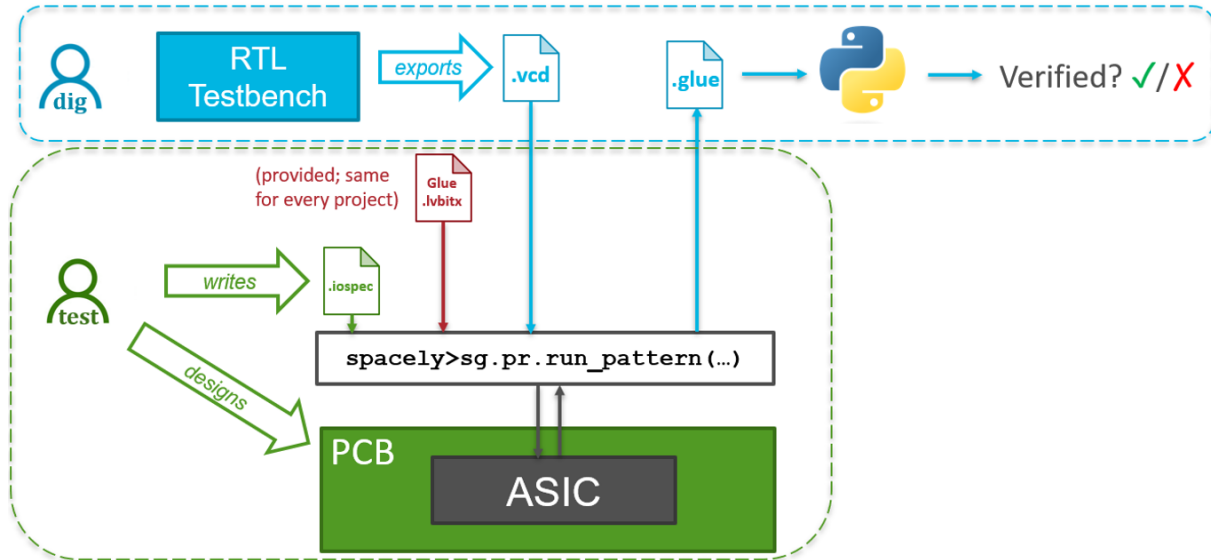 RTL
Testbench
exports
.vcd
.glue
Verified? ✓/X
dig
(provided; same
for every project)
Glue
.lvbitx
writes
.iospec
test
designs
spacely>sg.pr.run_pattern(…)
PCB
ASIC